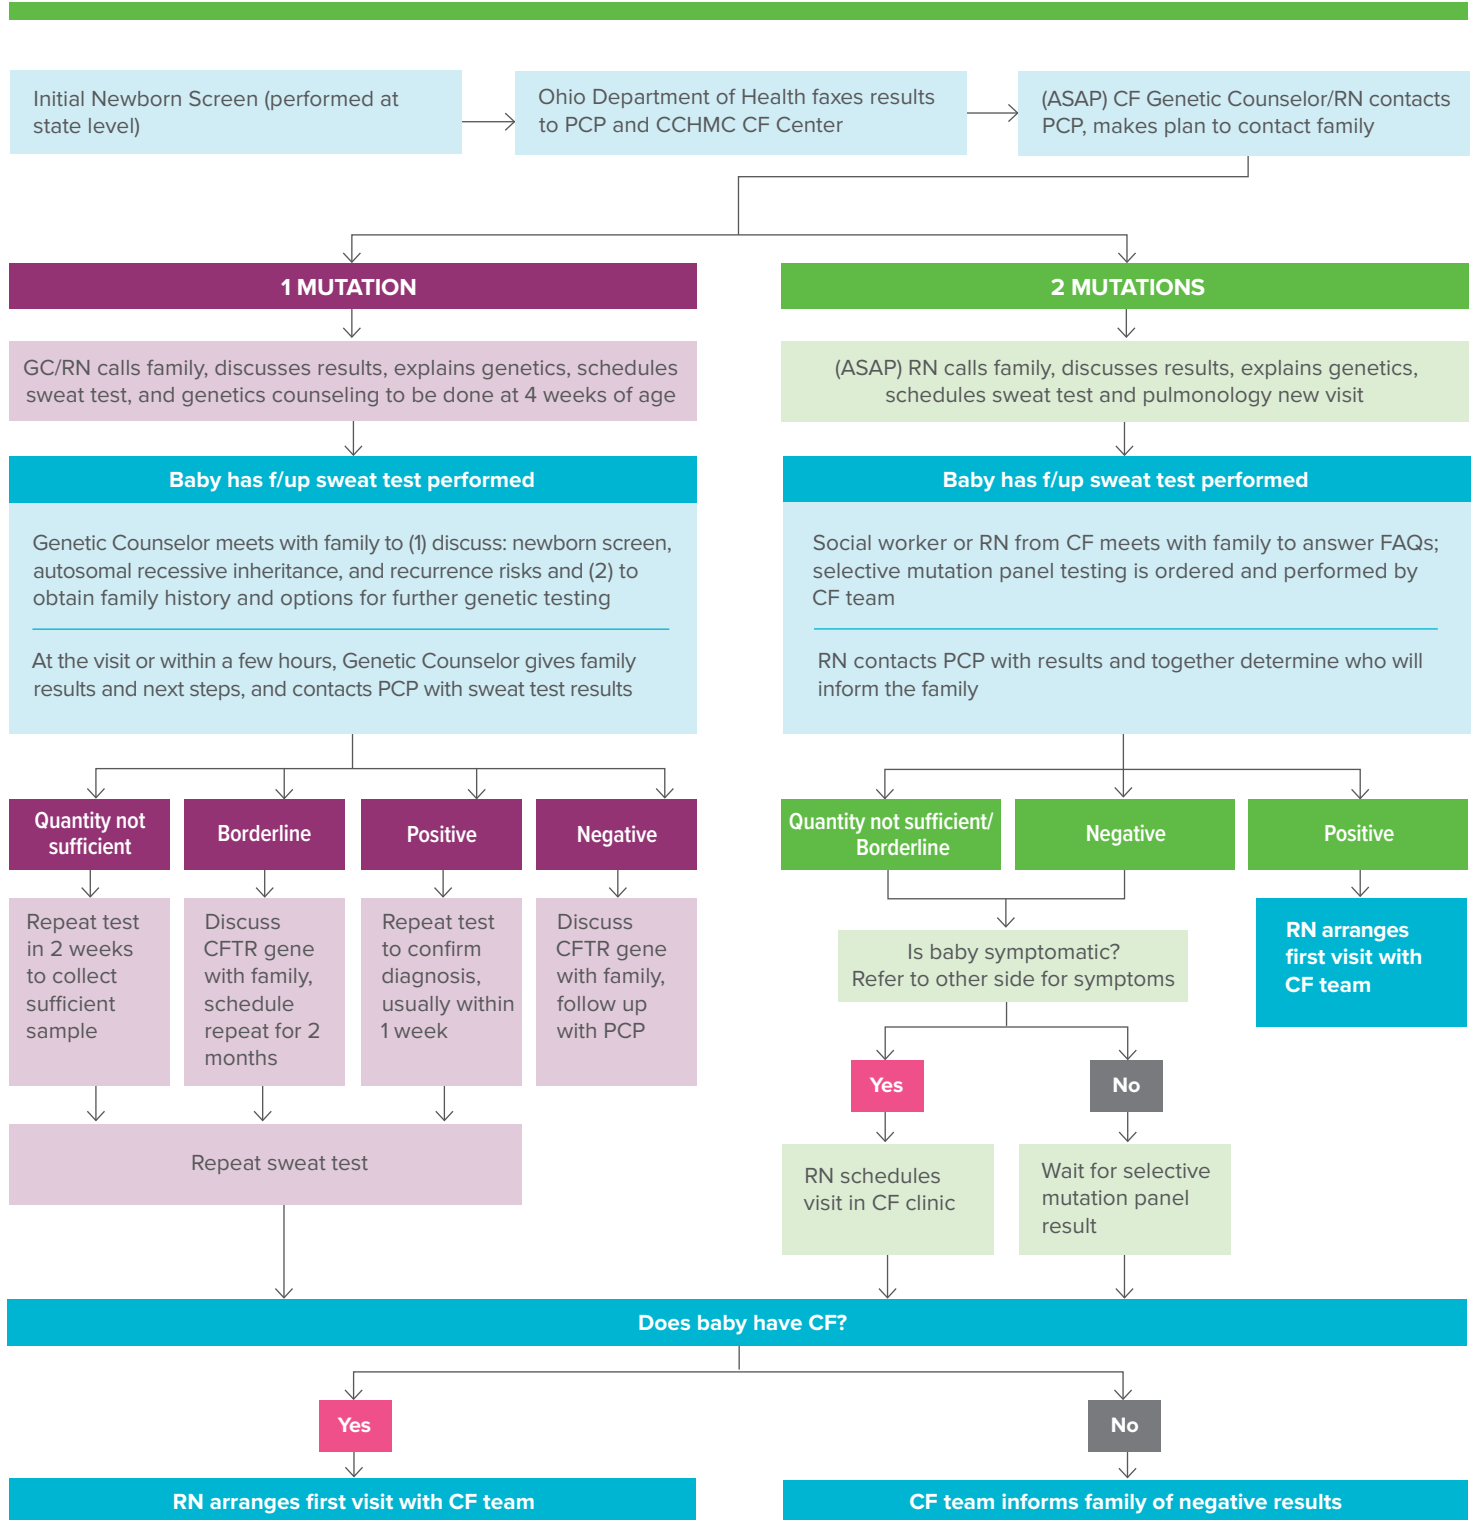 Initial Newborn Screen (performed at
state level)
Ohio Department of Health faxes results
to PCP and CCHMC CF Center
(ASAP) CF Genetic Counselor/RN contacts
PCP, makes plan to contact family
1 MUTATION
GC/RN calls family, discusses results, explains genetics, schedules
sweat test, and genetics counseling to be done at 4 weeks of age
Baby has f/up sweat test performed
Genetic Counselor meets with family to (1) discuss: newborn screen,
autosomal recessive inheritance, and recurrence risks and (2) to
obtain family history and options for further genetic testing
At the visit or within a few hours, Genetic Counselor gives family
results and next steps, and contacts PCP with sweat test results
Quantity not
sufficient
Repeat test
in 2 weeks
to collect
sufficient
sample
Borderline
Discuss
CFTR gene
with family,
schedule
repeat for 2
months
Positive
Repeat test
to confirm
diagnosis,
usually within
1 week
Negative
Discuss
CFTR gene
with family,
follow up
with PCP
Repeat sweat test
2 MUTATIONS
(ASAP) RN calls family, discusses results, explains genetics,
schedules sweat test and pulmonology new visit
Baby has f/up sweat test performed
Social worker or RN from CF meets with family to answer FAQs;
selective mutation panel testing is ordered and performed by
CF team
RN contacts PCP with results and together determine who will
inform the family
Quantity not sufficient/
Borderline
Negative
Positive
Is baby symptomatic?
Refer to other side for symptoms
RN arranges
first visit with
CF team
Yes
RN schedules
visit in CF clinic
No
Wait for selective
mutation panel
result
Does baby have CF?
Yes
RN arranges first visit with CF team
No
CF team informs family of negative results